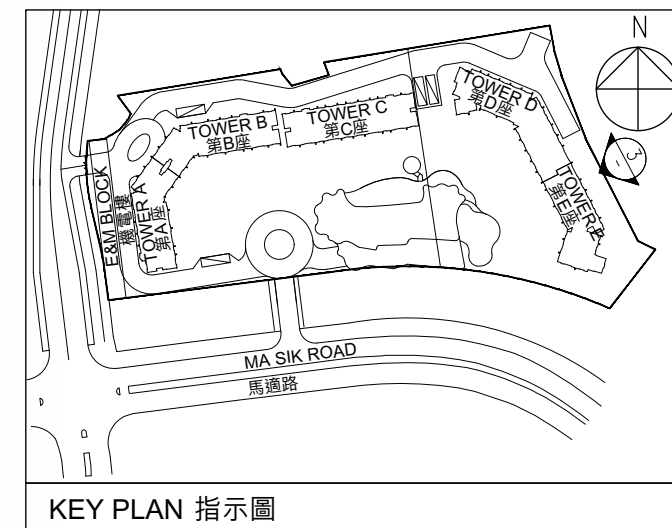 N
TOWER B
第B座
TOWER C
第C座
TOWER D
第D座
3
-
E&M BLOCK
機電樓
TOWER A
第A座
TOWER E
第E座
MA SIK ROAD
馬適路
KEY PLAN 指示圖